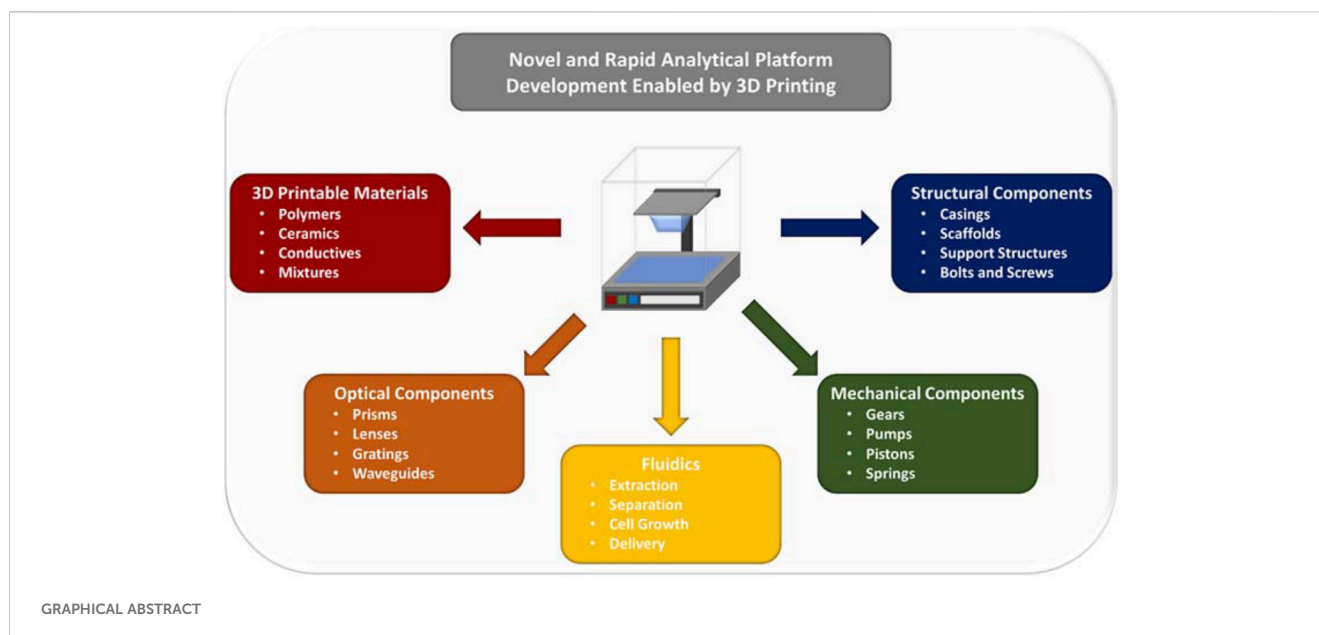 Novel and Rapid Analytical Platform
Development Enabled by 3D Printing
3D Printable Materials
• Polymers
• Ceramics
• Conductives
• Mixtures
Structural Components
• Casings
• Scaffolds
• Support Structures
• Bolts and Screws
Optical Components
• Prisms
• Lenses
• Gratings
• Waveguides
Fluidics
• Extraction
• Separation
• Cell Growth
• Delivery
Mechanical Components
• Gears
• Pumps
• Pistons
• Springs
GRAPHICAL ABSTRACT